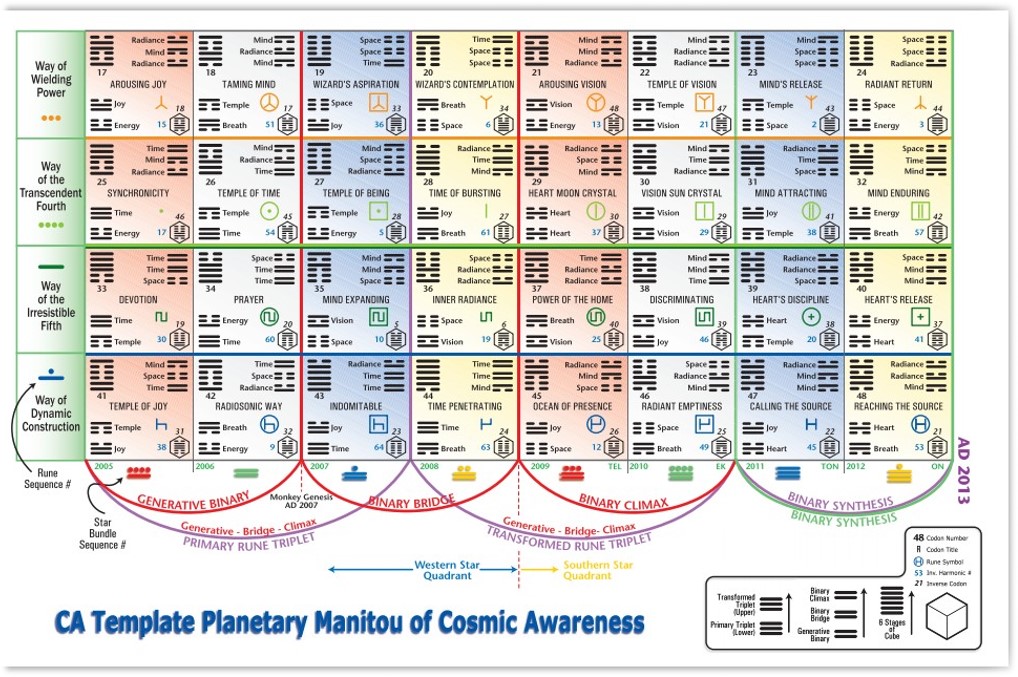 Way of Wielding Power
Radiance
Mind
Radiance
17
AROUSING JOY
Joy 18
Energy 15
Mind
Radiance
Mind
18
TAMING MIND
Temple 17
Breath 51
Space
Space
Radiance
19
WIZARD'S ASPIRATION
Space 33
Joy 36
Time
Space
Space
20
WIZARD'S CONTEMPLATION
Breath 34
Space 6
Mind
Mind
Radiance
21
AROUSING VISION
Vision 48
Energy 13
Mind
Radiance
Radiance
22
TEMPLE OF VISION
Temple 47
Vision 21
Mind
Space
Space
23
MIND'S RELEASE
Temple 43
Space 2
Space
Space
Radiance
24
RADIANT RETURN
Space 44
Energy 3
Way of the Transcendent Fourth
Time
Mind
Radiance
25
SYNCHRONICITY
Time 46
Energy 17
Mind
Radiance
Time
26
TEMPLE OF TIME
Temple 45
Time 54
Mind
Space
Radiance
27
TEMPLE OF BEING
Temple 28
Energy 5
Radiance
Time
Mind
28
TIME OF BURSTING
Joy 27
Breath 61
Radiance
Mind
Space
29
HEART MOON CRYSTAL
Heart 30
Heart 37
Mind
Space
Radiance
30
VISION SUN CRYSTAL
Vision 29
Vision 29
Radiance
Time
Space
31
MIND ATTRACTING
Joy 41
Temple 38
Space
Time
Mind
32
MIND ENDURING
Energy 42
Breath 57
Way of the Irresistible Fifth
Time
Time
Space
33
DEVOTION
Time 19
Temple 30
Space
Time
Time
34
PRAYER
Energy 20
Time 60
Mind
Space
Space
35
MIND EXPANDING
Vision 5
Space 10
Space
Radiance
Space
36
INNER RADIANCE
Space 6
Vision 19
Time
Radiance
Mind
37
POWER OF THE HOME
Breath 40
Vision 25
Mind
Space
Mind
38
DISCRIMINATING
Vision 39
Joy 46
Radiance
Mind
Space
39
HEART'S DISCIPLINE
Heart 38
Temple 20
Space
Mind
Radiance
40
HEART'S RELEASE
Energy 37
Heart 41
Way of Dynamic Construction
Mind
Space
Time
41
TEMPLE OF JOY
Temple 31
Joy 38
Time
Space
Radiance
42
RADIOSONIC WAY
Breath 32
Energy 9
Radiance
Time
Time
43
INDOMITABLE
Joy 23
Time 64
Time
Time
Mind
44
TIME PENETRATING
Time 24
Breath 63
Radiance
Mind
Space
45
OCEAN OF PRESENCE
Joy 26
Space 12
Space
Radiance
Mind
46
RADIANT EMPTINESS
Space 25
Breath 49
Radiance
Mind
Mind
47
CALLING THE SOURCE
Joy 22
Heart 45
Radiance
Radiance
Mind
48
REACHING THE SOURCE
Heart 21
Breath 53
2005
2006
2007
2008
2009 TEL
2010 EK
2011 TON
2012 ON
AD 2013
Rune Sequence #
Star Bundle Sequence #
GENERATIVE BINARY
Monkey Genesis AD 2007
BINARY BRIDGE
BINARY CLIMAX
BINARY SYNTHESIS
BINARY SYNTHESIS
Generative - Bridge - Climax
PRIMARY RUNE TRIPLET
Generative - Bridge- Climax
TRANSFORMED RUNE TRIPLET
Western Star Quadrant
Southern Star Quadrant
CA Template Planetary Manitou of Cosmic Awareness
48 Codon Number
R Codon Title
Rune Symbol
53 Inv. Harmonic #
21 Inverse Codon
Transformed Triplet (Upper)
Primary Triplet (Lower)
Binary Climax
Binary Bridge
Generative Binary
6 Stages of Cube